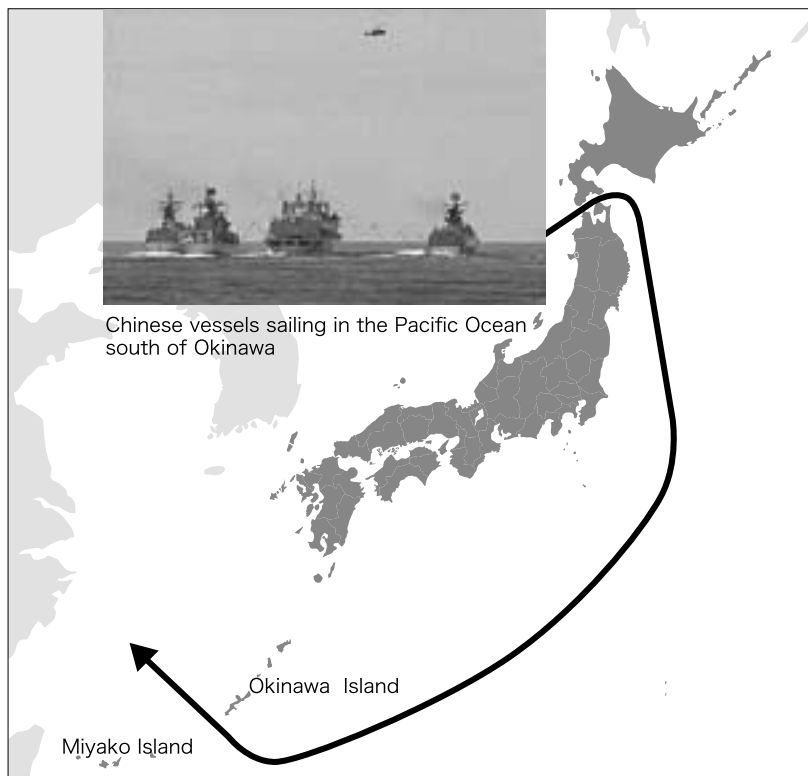 Chinese vessels sailing in the Pacific Ocean
south of Okinawa
Okinawa Island
Miyako Island